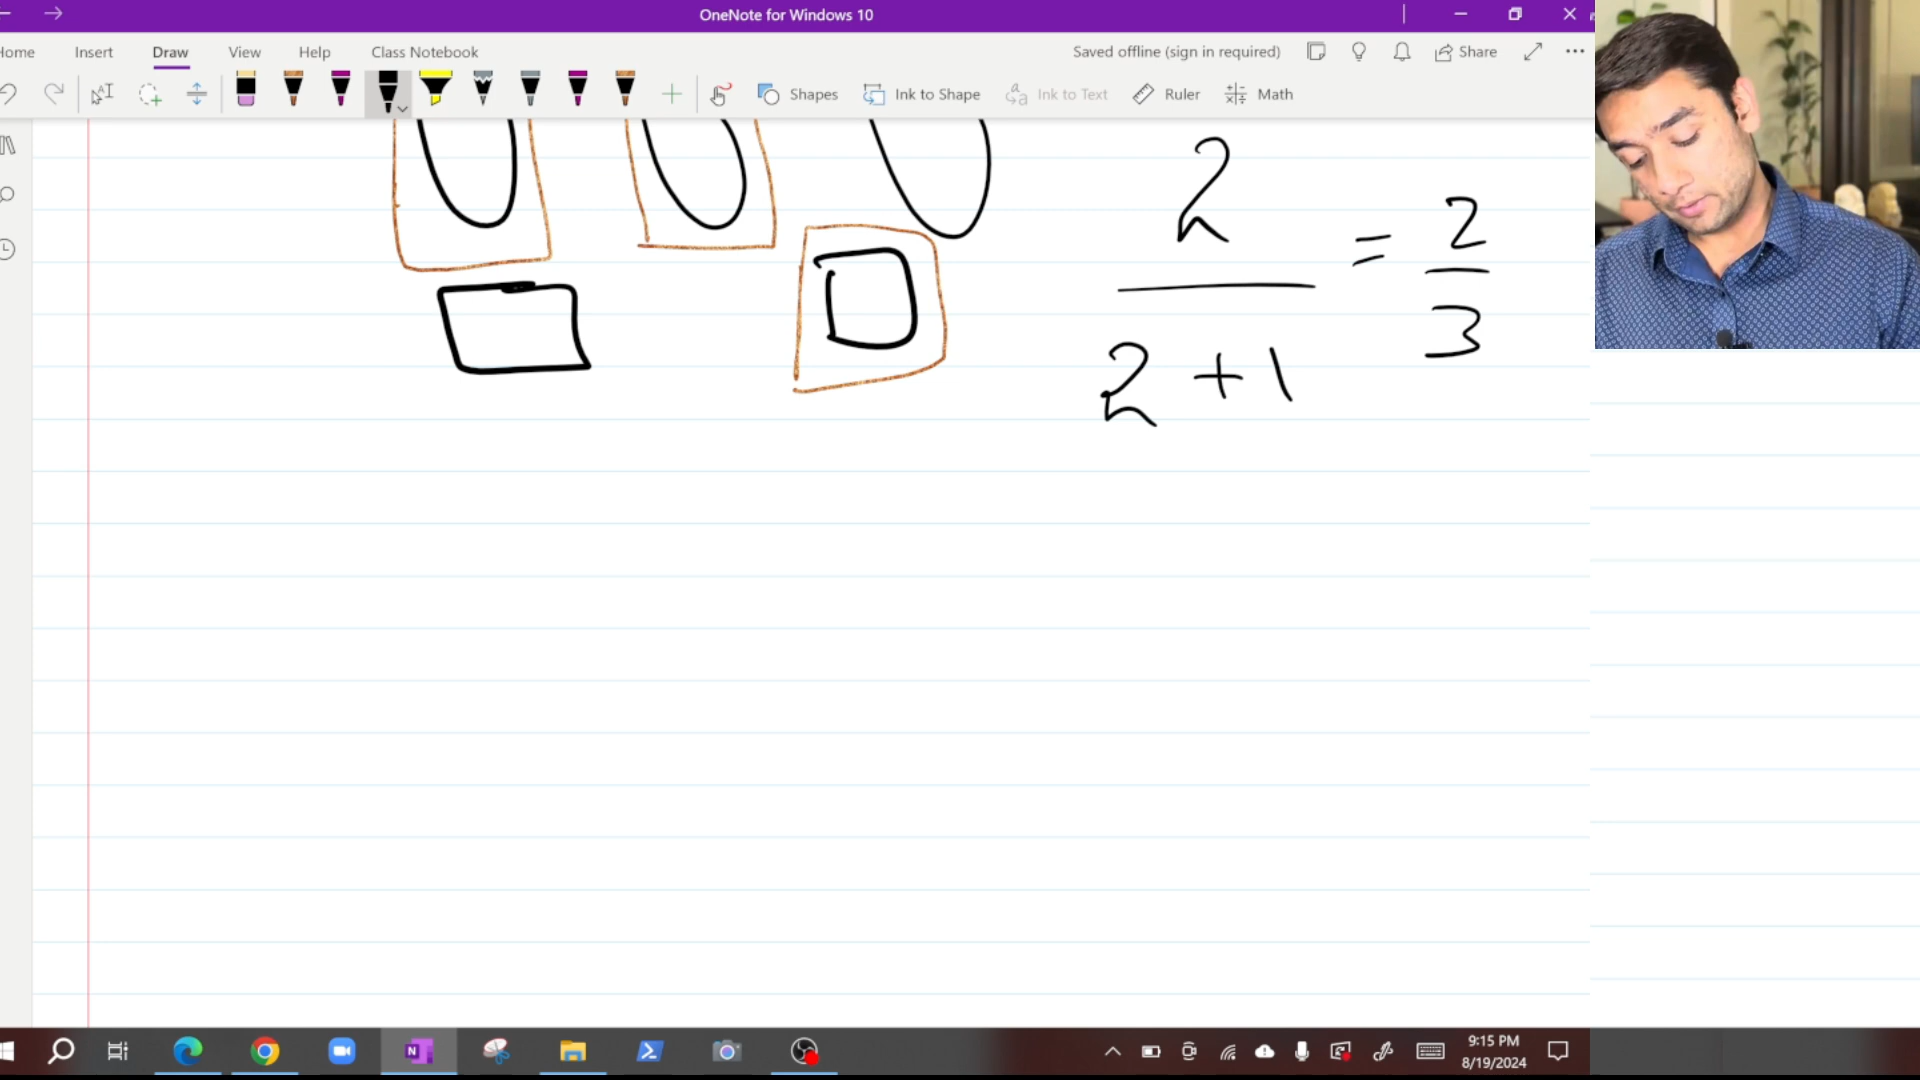 OneNote for Windows 10
Home Insert Draw View Help Class Notebook Saved offline (sign in required) Share
Shapes Ink to Shape Ink to Text Ruler Math
2
= 2
3
2 + 1
9:15 PM
8/19/2024